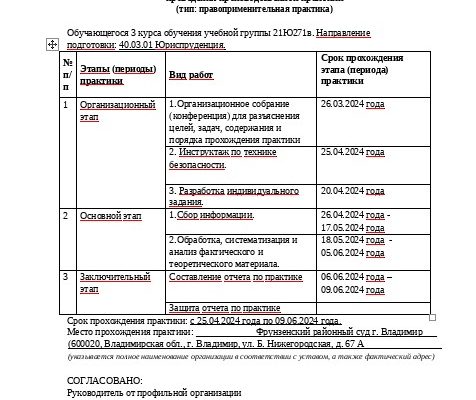 (тип: правоприменительная практика)
Обучающегося 3 курса обучения учебной группы 21Ю271в. Направление
подготовки: 40.03.01 Юриспруденция.
№
п/
п
Этапы (периоды)
практики
Вид работ
Срок прохождения
этапа (периода)
практики
1
Организационный
этап
1.Организационное собрание
(конференция) для разъяснения
целей, задач, содержания и
порядка прохождения практики
26.03.2024 года
2. Инструктаж по технике
безопасности.
25.04.2024 года
3. Разработка индивидуального
задания.
20.04.2024 года
2
Основной этап
1.Сбор информации.
26.04.2024 года -
17.05.2024 года
2.Обработка, систематизация и
анализ фактического и
теоретического материала.
18.05.2024 года -
05.06.2024 года
3
Заключительный
этап
Составление отчета по практике
06.06.2024 года –
09.06.2024 года
Защита отчета по практике
Срок прохождения практики: с 25.04.2024 года по 09.06.2024 года.
Место прохождения практики: Фрунзенский районный суд г. Владимир
(600020, Владимирская обл., г. Владимир, ул. Б. Нижегородская, д. 67 А
(указывается полное наименование организации в соответствии с уставом, а также фактический адрес)
СОГЛАСОВАНО:
Руководитель от профильной организации